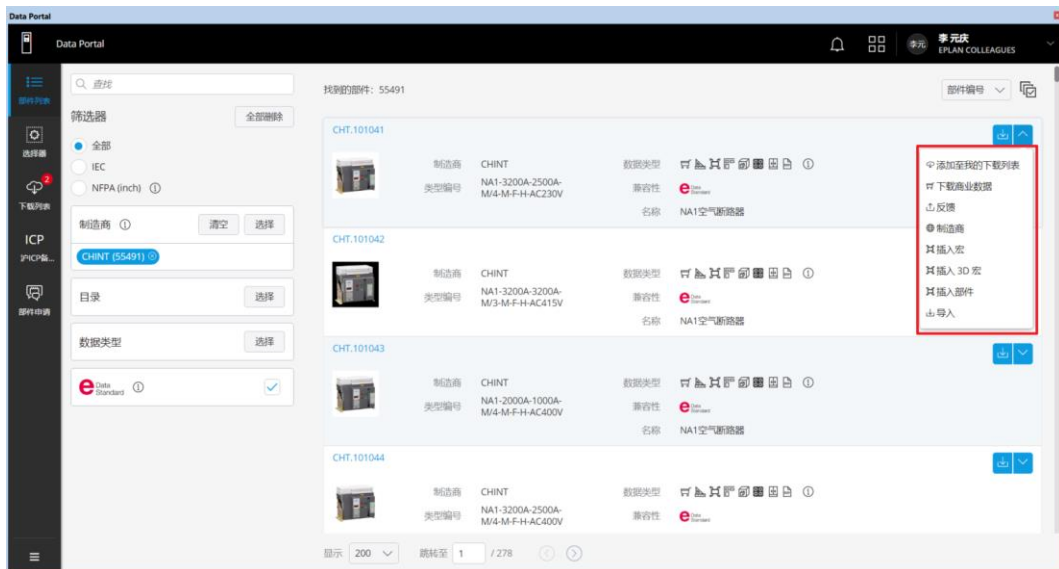 Data Portal
Data Portal
李元
李元庆
EPLAN COLLEAGUES
部件列表
选择器
2
下载列表
ICP
沪ICP备...
部件申请
查找
筛选器
全部删除
全部
IEC
NFPA (inch)
制造商
清空
选择
CHINT (55491)
目录
选择
数据类型
选择
e Data Standard
找到的部件: 55491
部件编号
CHT.101041
制造商 CHINT
类型编号 NA1-3200A-2500A-
M/4-M-F-H-AC230V
数据类型
兼容性
名称 NA1空气断路器
添加至我的下载列表
下载商业数据
反馈
制造商
插入宏
插入 3D 宏
插入部件
导入
CHT.101042
制造商 CHINT
类型编号 NA1-3200A-3200A-
M/3-M-F-H-AC415V
数据类型
兼容性
名称 NA1空气断路器
CHT.101043
制造商 CHINT
类型编号 NA1-2000A-1000A-
M/4-M-F-H-AC400V
数据类型
兼容性
名称 NA1空气断路器
CHT.101044
制造商 CHINT
类型编号 NA1-3200A-2500A-
M/4-M-F-H-AC400V
数据类型
兼容性
显示 200 跳转至 1 / 278